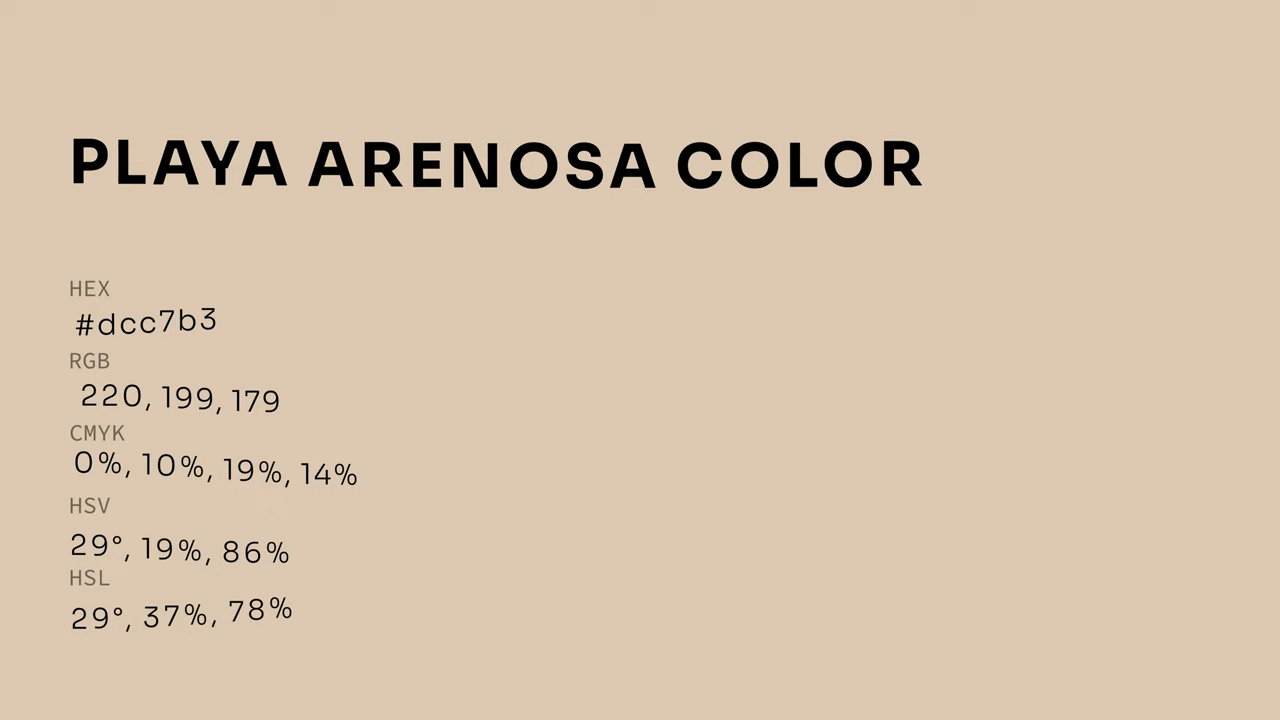 PLAYA ARENOSA COLOR
HEX
#dcc7b3
RGB
220, 199, 179
CMYK
0%, 10%, 19%, 14%
HSV
29°, 19%, 86%
HSL
29°, 37%, 78%